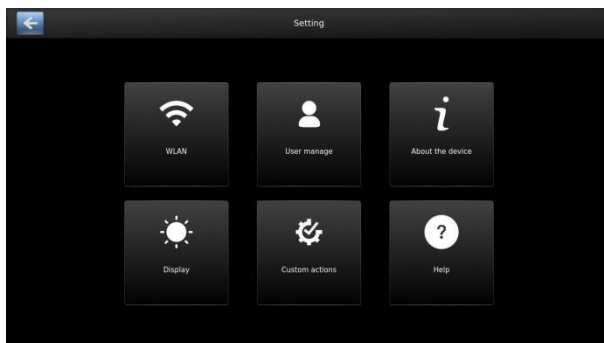 Setting
WLAN
User manage
About the device
Display
Custom actions
Help